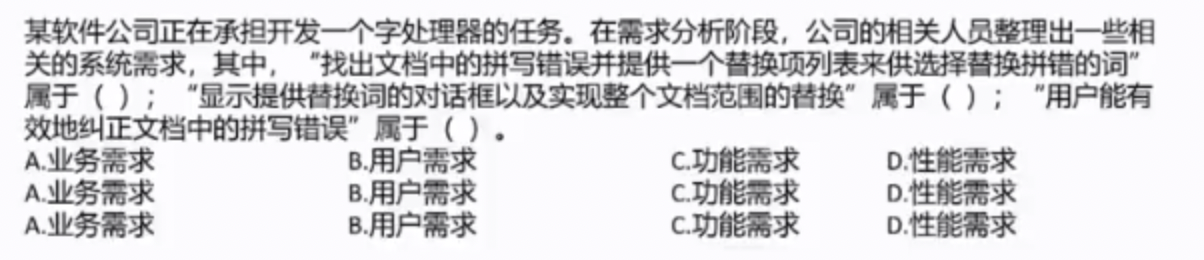 某软件公司正在承担开发一个字处理器的任务。在需求分析阶段，公司的相关人员整理出一些相
关的系统需求，其中，“找出文档中的拼写错误并提供一个替换项列表来供选择替换拼错的词”
属于（ ）；“显示提供替换词的对话框以及实现整个文档范围的替换”属于（ ）；“用户能有
效地纠正文档中的拼写错误”属于（ ）。
A.业务需求 B.用户需求 C.功能需求 D.性能需求
A.业务需求 B.用户需求 C.功能需求 D.性能需求
A.业务需求 B.用户需求 C.功能需求 D.性能需求